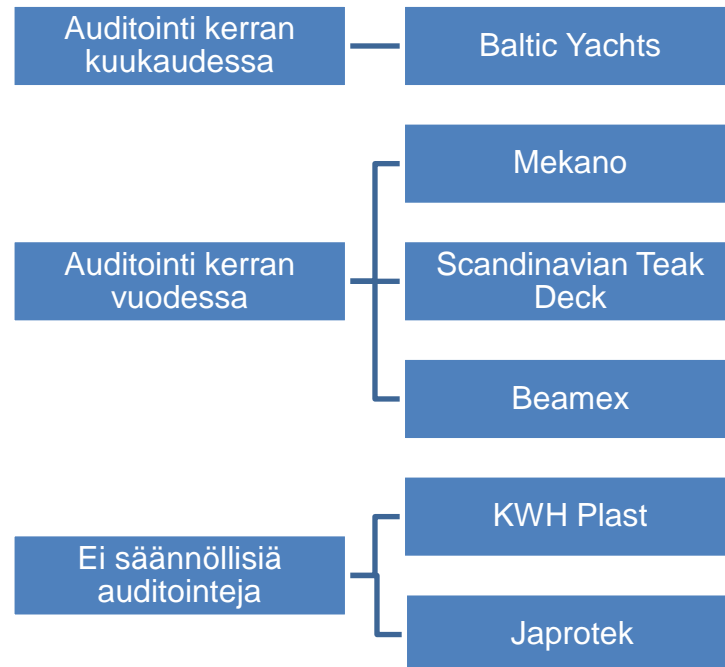 Auditointi kerran
kuukaudessa
Baltic Yachts
Auditointi kerran
vuodessa
Mekano
Scandinavian Teak
Deck
Beamex
Ei säännöllisiä
auditointeja
KWH Plast
Japrotek